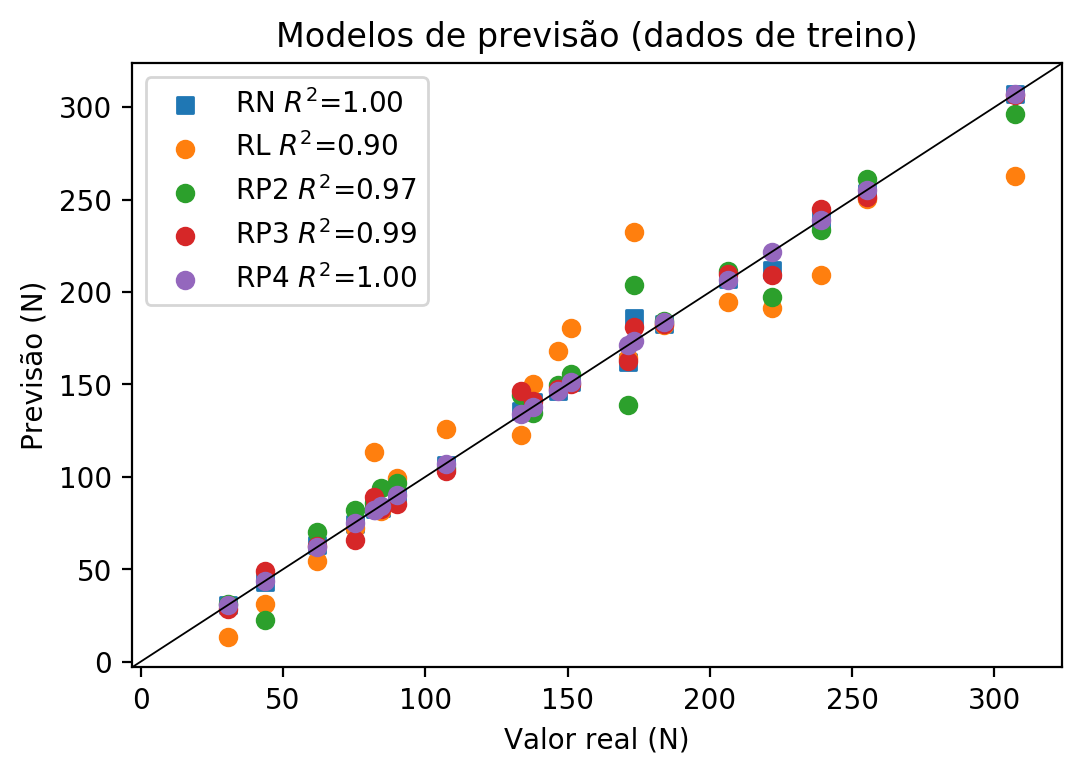 Modelos de previsão (dados de treino)
RN R²=1.00
RL R²=0.90
RP2 R²=0.97
RP3 R²=0.99
RP4 R²=1.00
300
250
200
150
100
50
0
Previsão (N)
0 50 100 150 200 250 300
Valor real (N)